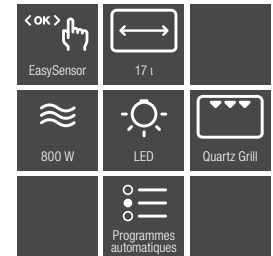 <OK>
EasySensor
17 l
800 W
LED
Quartz Grill
Programmes
automatiques